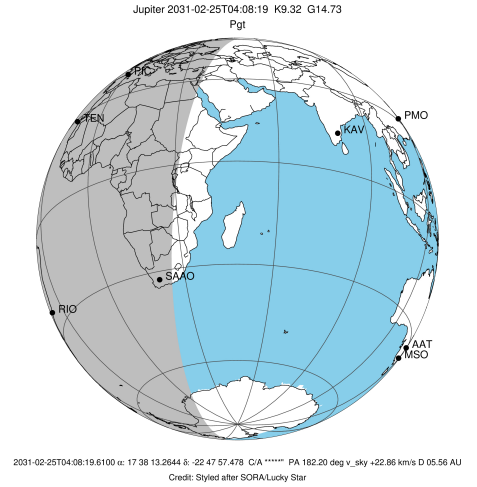 Jupiter 2031-02-25T04:08:19 K9.32 G14.73
Pgt
PIC
TEN
PMO
KAV
SAAO
RIO
AAT
MSO
2031-02-25T04:08:19.6100 α: 17 38 13.2644 δ: -22 47 57.478 C/A *****" PA 182.20 deg v_sky +22.86 km/s D 05.56 AU
Credit: Styled after SORA/Lucky Star